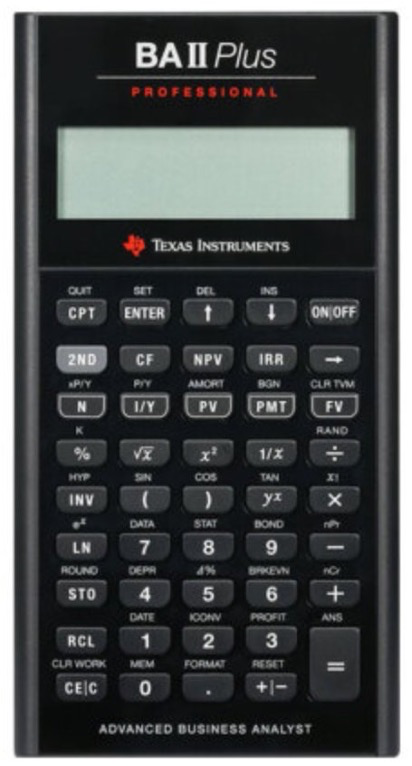 BA II Plus
PROFESSIONAL
TEXAS INSTRUMENTS
QUIT SET DEL INS
CPT ENTER ↑ ↓ ON|OFF
2ND CF NPV IRR →
xP/Y P/Y AMORT BGN CLR TVM
N I/Y PV PMT FV
K RAND
% √x x² 1/x ÷
HYP SIN COS TAN x!
INV ( ) yˣ ×
eˣ DATA STAT BOND nPr
LN 7 8 9 −
ROUND DEPR Δ% BRKEVN nCr
STO 4 5 6 +
DATE ICONV PROFIT ANS
RCL 1 2 3 =
CLR WORK MEM FORMAT RESET
CE|C 0 . +|−
ADVANCED BUSINESS ANALYST